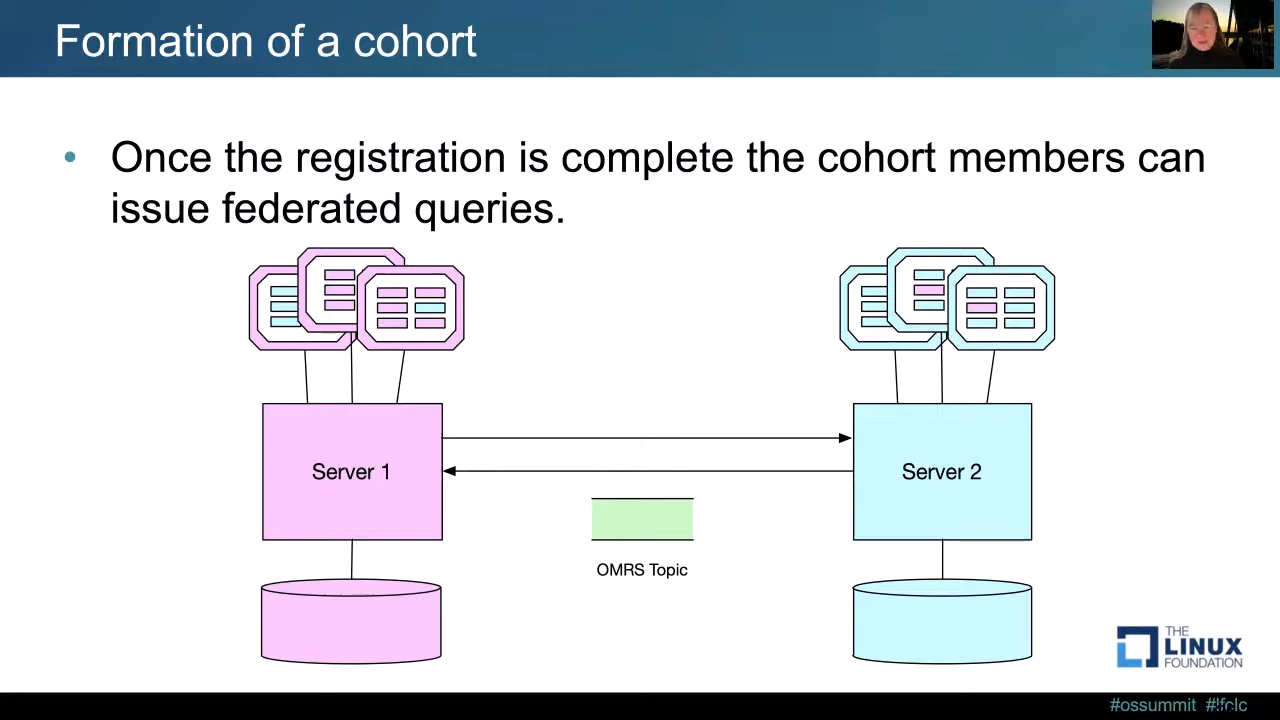 Formation of a cohort
• Once the registration is complete the cohort members can
issue federated queries.
Server 1
Server 2
OMRS Topic
THE
LINUX
FOUNDATION
#ossummit #lfclc